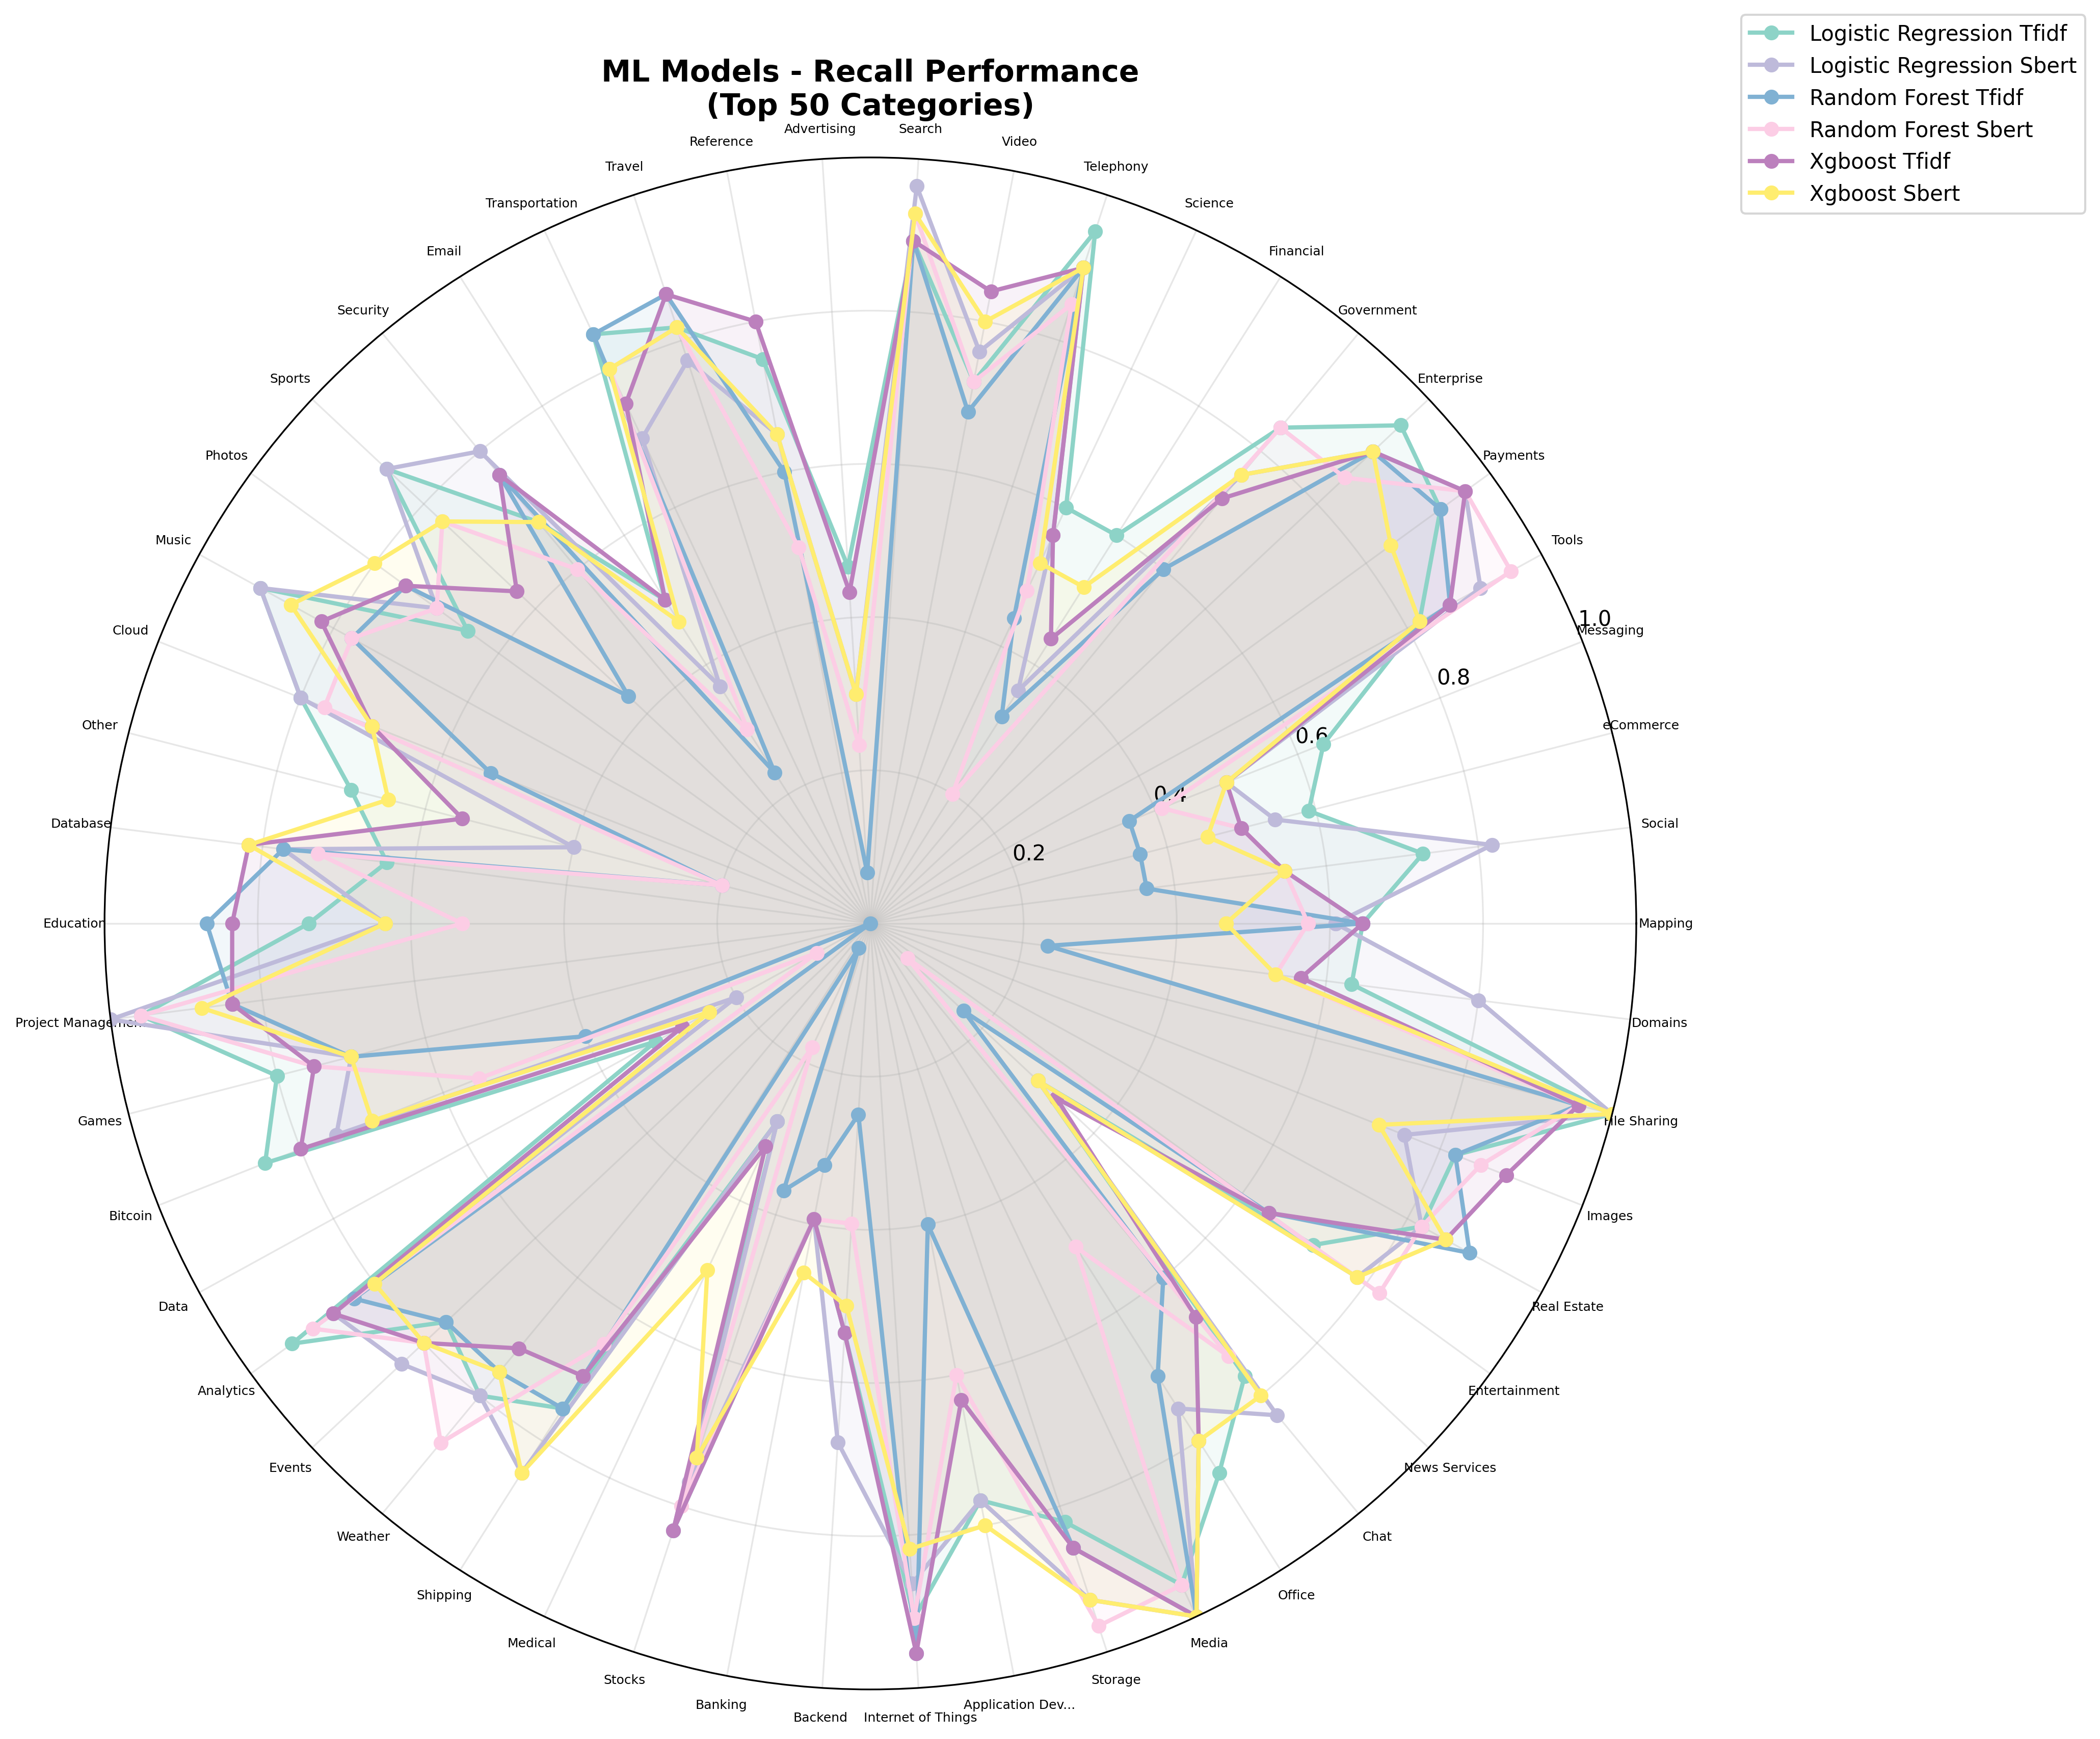 ML Models - Recall Performance
(Top 50 Categories)
Logistic Regression Tfidf
Logistic Regression Sbert
Random Forest Tfidf
Random Forest Sbert
Xgboost Tfidf
Xgboost Sbert
Advertising
Search
Reference
Video
Travel
Telephony
Transportation
Science
Email
Financial
Security
Government
Sports
Enterprise
Photos
Payments
Music
Tools
Cloud
Messaging
Other
eCommerce
Database
Social
Education
Mapping
Project Management
Domains
Games
File Sharing
Bitcoin
Images
Data
Real Estate
Analytics
Entertainment
Events
News Services
Weather
Chat
Shipping
Office
Medical
Media
Stocks
Storage
Banking
Application Dev...
Backend
Internet of Things
1.0
0.8
0.6
0.4
0.2